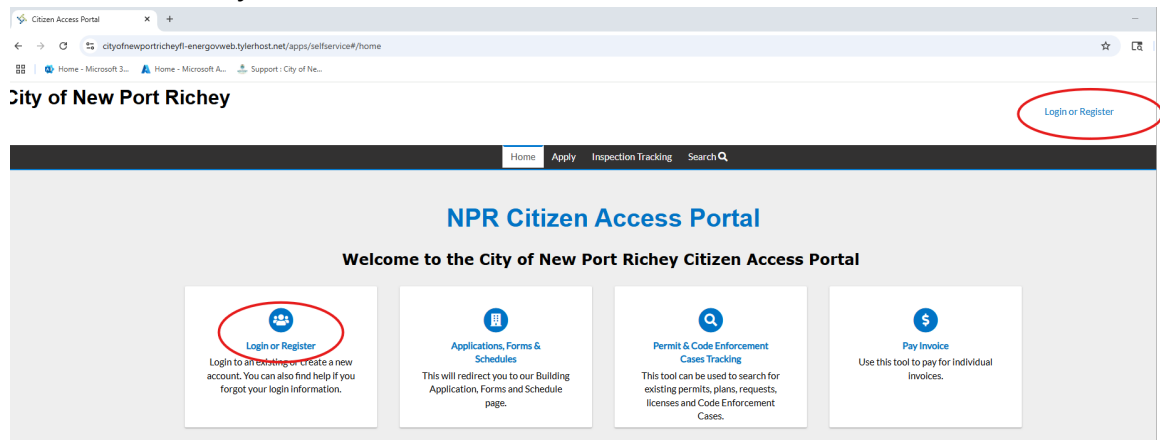 Citizen Access Portal
cityofnewportricheyfl-energovweb.tylerhost.net/apps/selfservice#/home
Home - Microsoft 3... Home - Microsoft A... Support : City of Ne...
City of New Port Richey
Login or Register
Home Apply Inspection Tracking Search
NPR Citizen Access Portal
Welcome to the City of New Port Richey Citizen Access Portal
Login or Register
Login to an existing or create a new
account. You can also find help if you
forgot your login information.
Applications, Forms &
Schedules
This will redirect you to our Building
Application, Forms and Schedule
page.
Permit & Code Enforcement
Cases Tracking
This tool can be used to search for
existing permits, plans, requests,
licenses and Code Enforcement
Cases.
Pay Invoice
Use this tool to pay for individual
invoices.